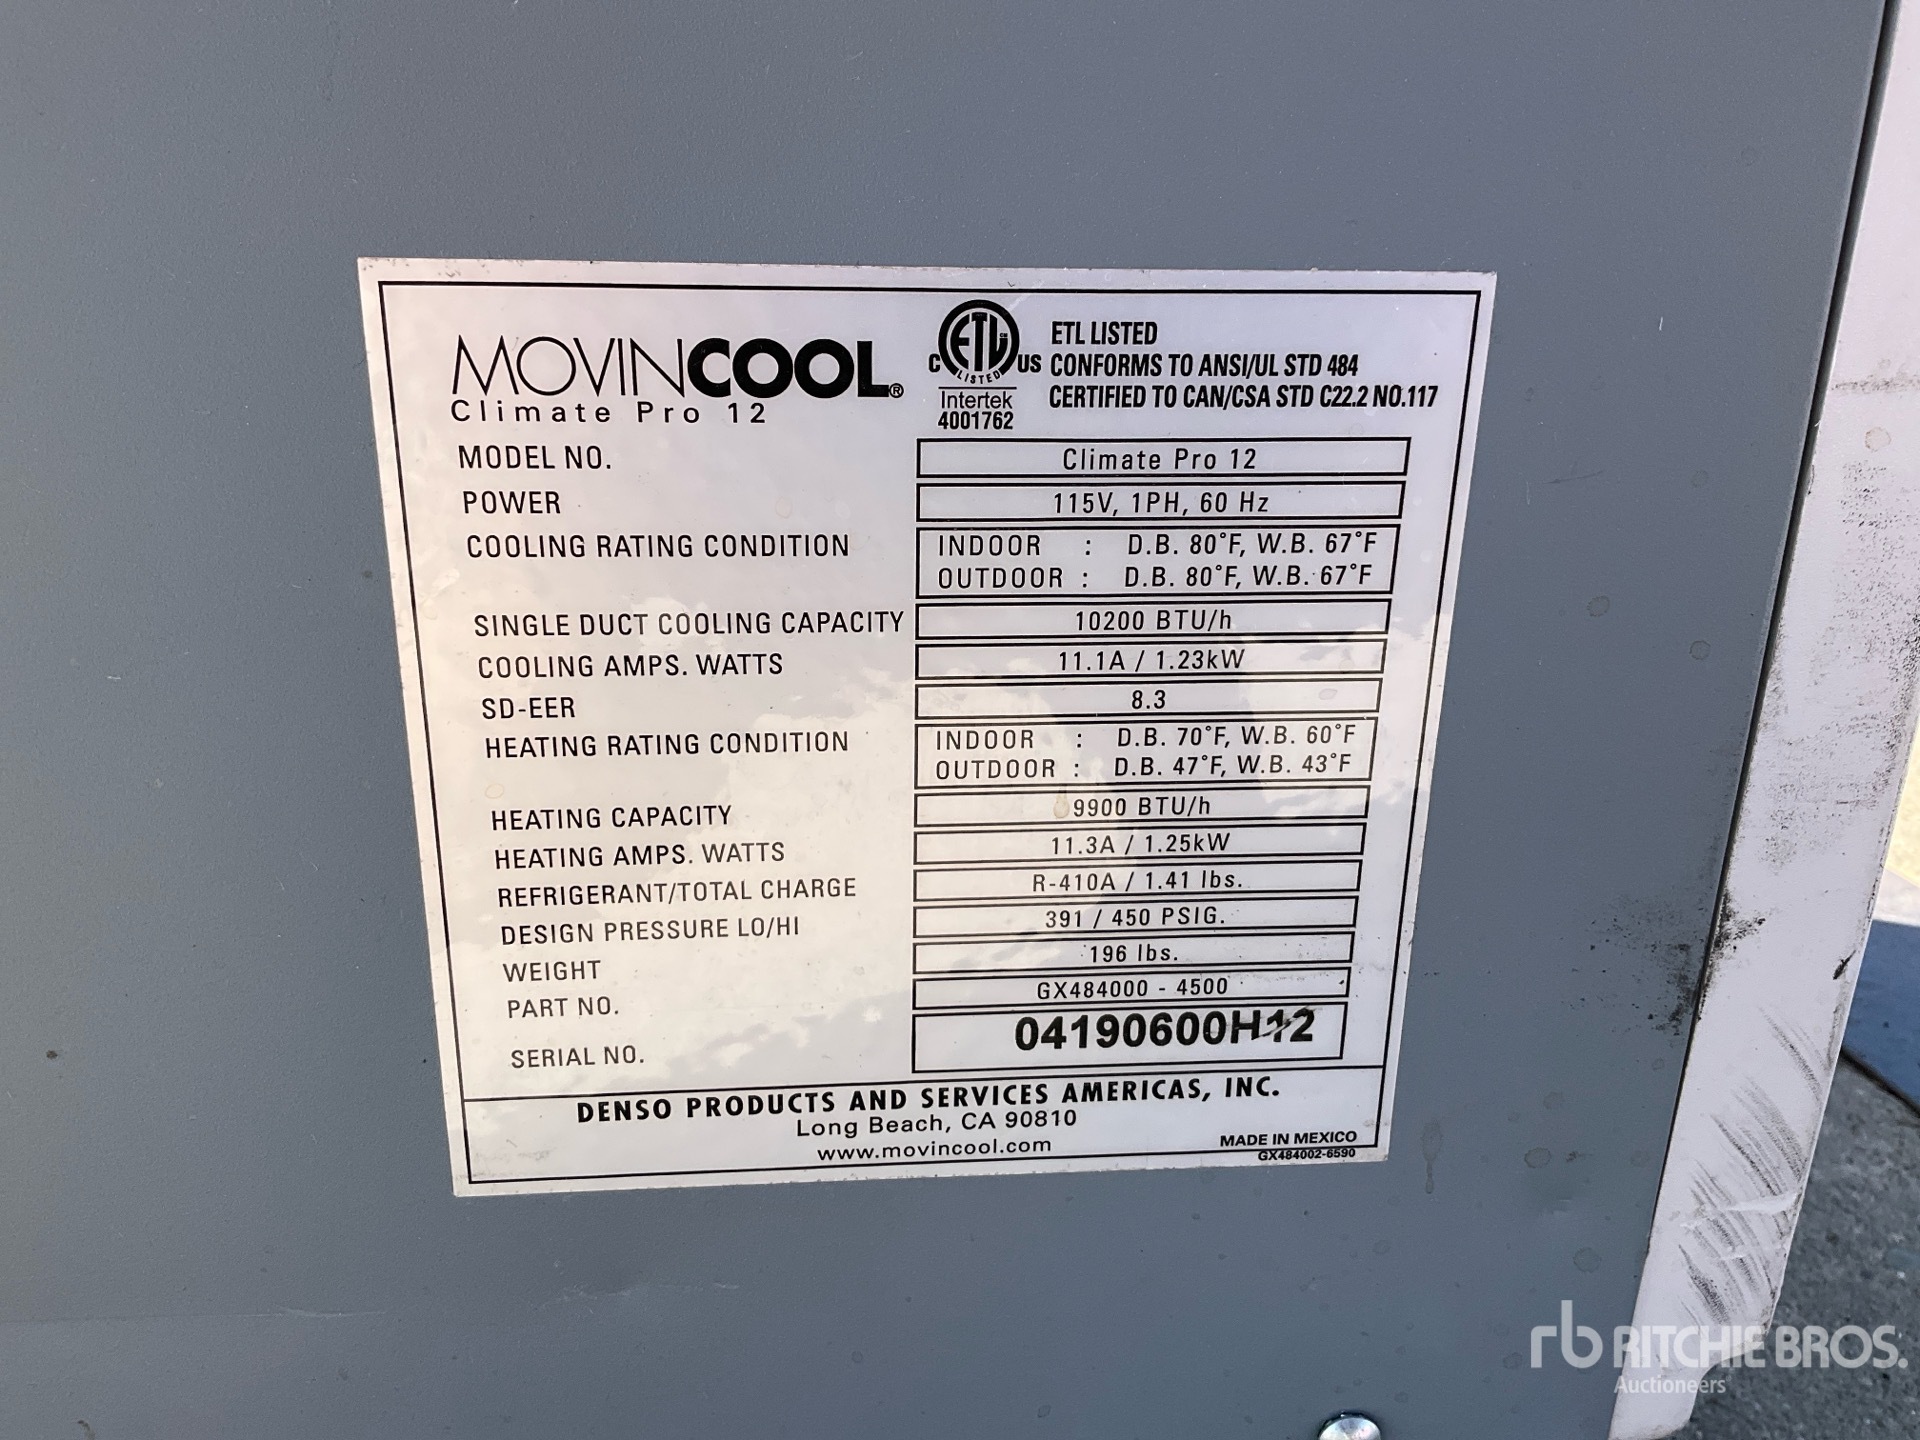 MOVINCOOL®
Climate Pro 12
C ETL CM LISTED US
Intertek
4001762
ETL LISTED
CONFORMS TO ANSI/UL STD 484
CERTIFIED TO CAN/CSA STD C22.2 NO.117
MODEL NO. Climate Pro 12
POWER 115V, 1PH, 60 Hz
COOLING RATING CONDITION INDOOR : D.B. 80°F, W.B. 67°F
OUTDOOR : D.B. 80°F, W.B. 67°F
SINGLE DUCT COOLING CAPACITY 10200 BTU/h
COOLING AMPS. WATTS 11.1A / 1.23kW
SD-EER 8.3
HEATING RATING CONDITION INDOOR : D.B. 70°F, W.B. 60°F
OUTDOOR : D.B. 47°F, W.B. 43°F
HEATING CAPACITY 9900 BTU/h
HEATING AMPS. WATTS 11.3A / 1.25kW
REFRIGERANT/TOTAL CHARGE R-410A / 1.41 lbs.
DESIGN PRESSURE LO/HI 391 / 450 PSIG.
WEIGHT 196 lbs.
PART NO. GX484000 - 4500
SERIAL NO. 04190600H12
DENSO PRODUCTS AND SERVICES AMERICAS, INC.
Long Beach, CA 90810
www.movincool.com
MADE IN MEXICO
GX484002-6590
rb RITCHIE BROS.
Auctioneers